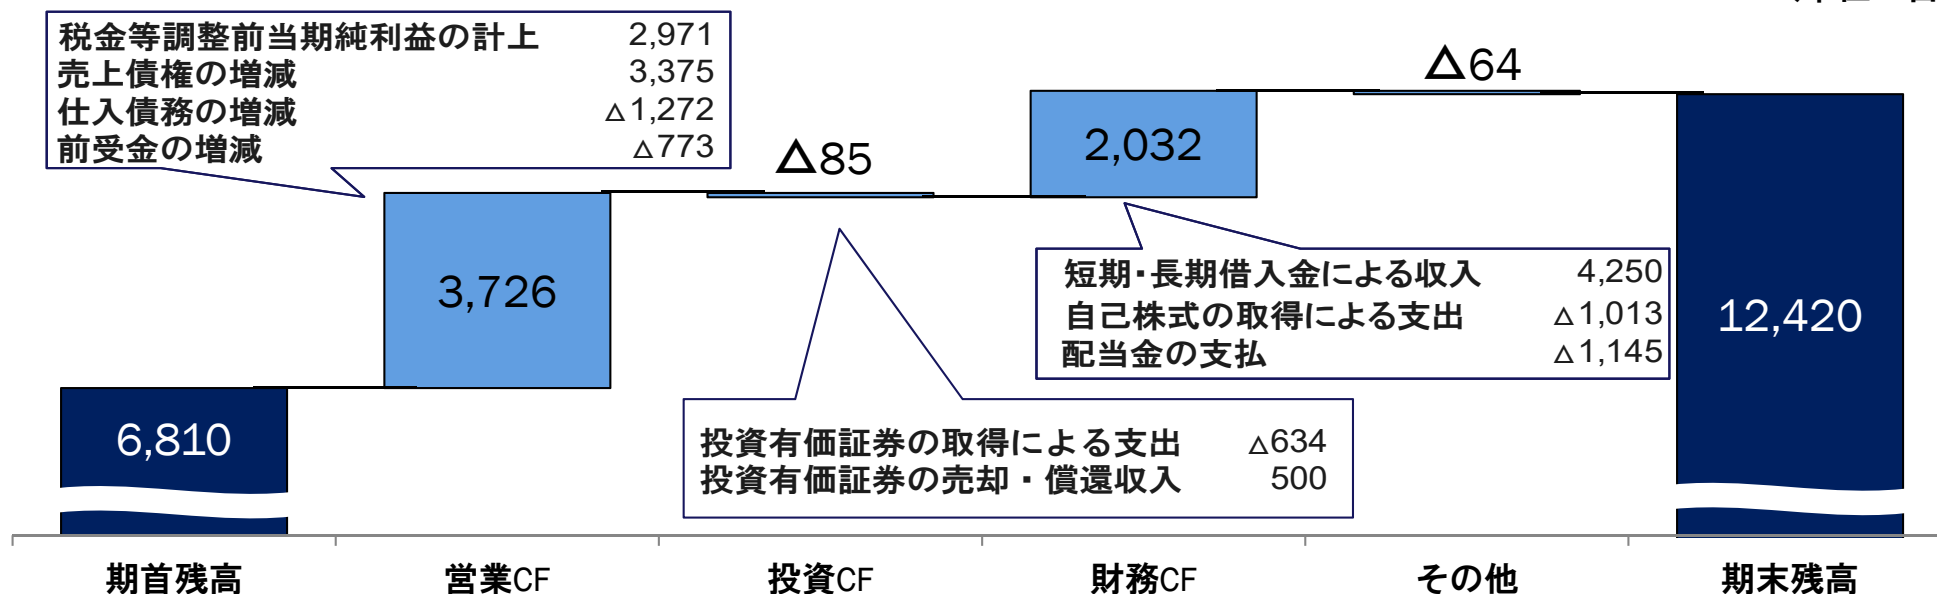 税金等調整前当期純利益の計上 2,971
売上債権の増減 3,375
仕入債務の増減 △1,272
前受金の増減 △773
△64
△85
2,032
3,726
短期・長期借入金による収入 4,250
自己株式の取得による支出 △1,013
配当金の支払 △1,145
12,420
6,810
投資有価証券の取得による支出 △634
投資有価証券の売却・償還収入 500
期首残高 営業CF 投資CF 財務CF その他 期末残高